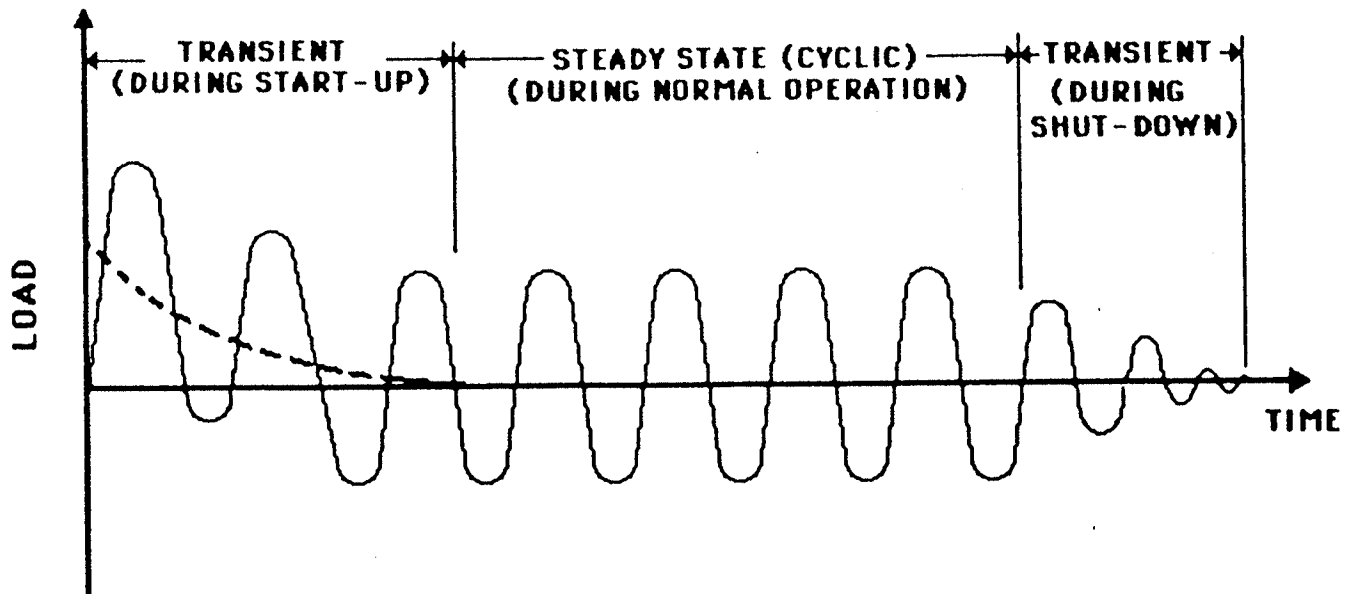 TRANSIENT
(DURING START-UP)
STEADY STATE (CYCLIC)
(DURING NORMAL OPERATION)
TRANSIENT
(DURING
SHUT-DOWN)
LOAD
TIME